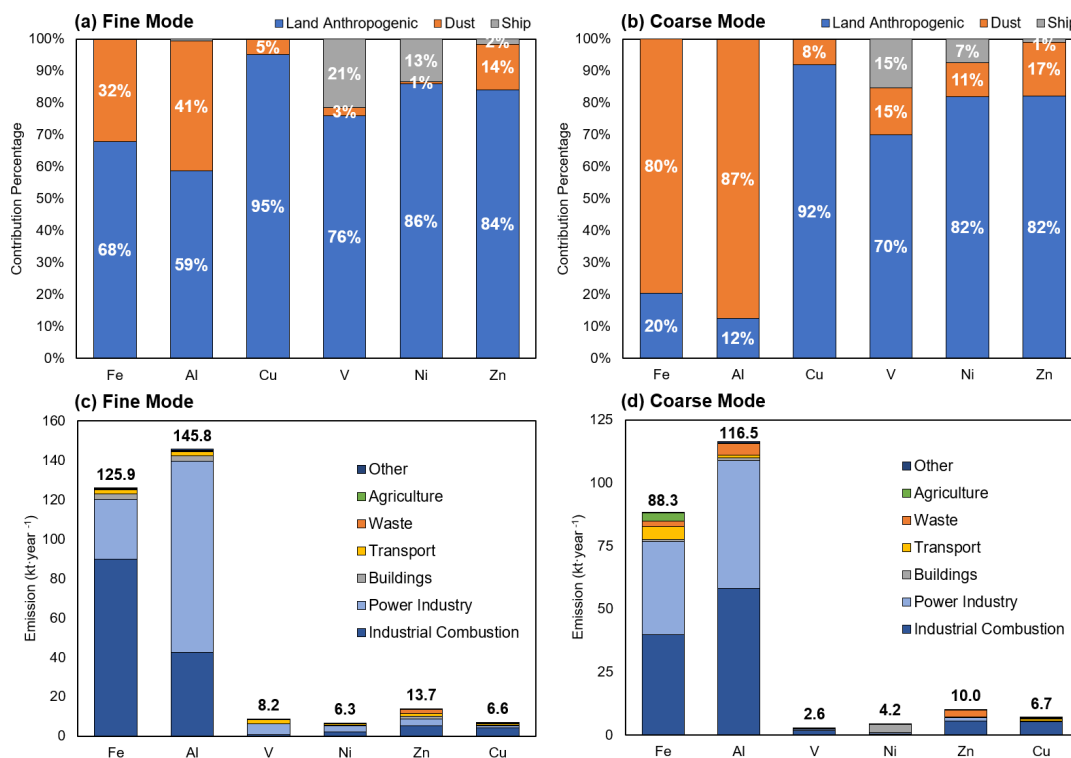 (a) Fine Mode
Land Anthropogenic Dust Ship
Contribution Percentage
100%
90%
80%
70%
60%
50%
40%
30%
20%
10%
0%
32% 41% 5% 21% 13% 2%
3% 1% 14%
68% 59% 95% 76% 86% 84%
Fe Al Cu V Ni Zn
(b) Coarse Mode
Land Anthropogenic Dust Ship
Contribution Percentage
100%
90%
80%
70%
60%
50%
40%
30%
20%
10%
0%
80% 87% 8% 15% 7% 1%
15% 11% 17%
20% 12% 92% 70% 82% 82%
Fe Al Cu V Ni Zn
(c) Fine Mode
Emission (kt·year -1)
160
140
120
100
80
60
40
20
0
125.9 145.8 8.2 6.3 13.7 6.6
Other
Agriculture
Waste
Transport
Buildings
Power Industry
Industrial Combustion
Fe Al V Ni Zn Cu
(d) Coarse Mode
Emission (kt·year -1)
125
100
75
50
25
0
88.3 116.5 2.6 4.2 10.0 6.7
Other
Agriculture
Waste
Transport
Buildings
Power Industry
Industrial Combustion
Fe Al V Ni Zn Cu